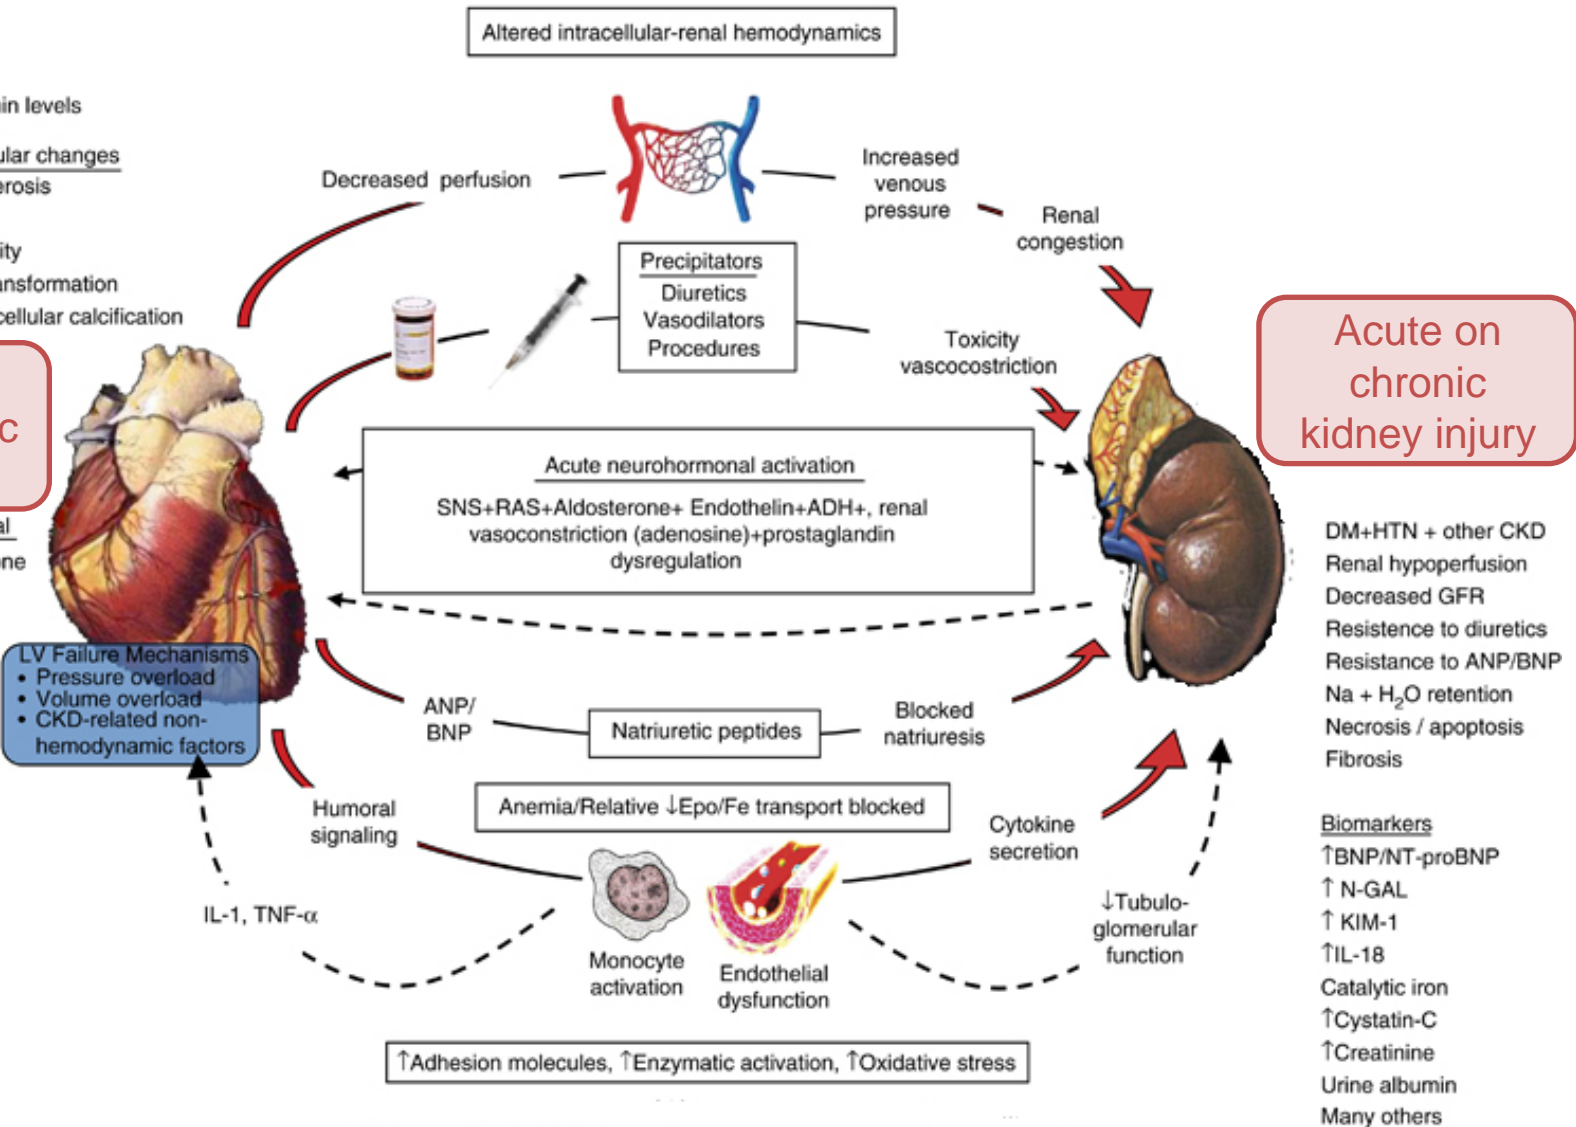 Altered intracellular-renal hemodynamics
levels
changes
cellular calcification
Decreased perfusion
Increased
venous
pressure
Renal
congestion
Precipitators
Diuretics
Vasodilators
Procedures
Toxicity
vascocostriction
Acute on
chronic
kidney injury
Acute neurohormonal activation
SNS+RAS+Aldosterone+ Endothelin+ADH+, renal
vasoconstriction (adenosine)+prostaglandin
dysregulation
LV Failure Mechanisms
• Pressure overload
• Volume overload
• CKD-related non-
hemodynamic factors
ANP/
BNP
Natriuretic peptides
Blocked
natriuresis
Humoral
signaling
Anemia/Relative ↓Epo/Fe transport blocked
Cytokine
secretion
IL-1, TNF-α
Monocyte
activation
Endothelial
dysfunction
↓Tubulo-
glomerular
function
↑Adhesion molecules, ↑Enzymatic activation, ↑Oxidative stress
DM+HTN + other CKD
Renal hypoperfusion
Decreased GFR
Resistence to diuretics
Resistance to ANP/BNP
Na + H₂O retention
Necrosis / apoptosis
Fibrosis
Biomarkers
↑BNP/NT-proBNP
↑ N-GAL
↑ KIM-1
↑IL-18
Catalytic iron
↑Cystatin-C
↑Creatinine
Urine albumin
Many others